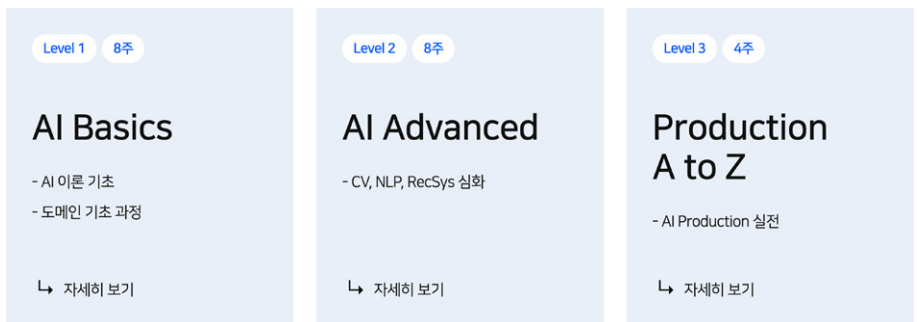 Level 1 8주
AI Basics
- AI 이론 기초
- 도메인 기초 과정
자세히 보기
Level 2 8주
AI Advanced
- CV, NLP, RecSys 심화
자세히 보기
Level 3 4주
Production
A to Z
- AI Production 실전
자세히 보기